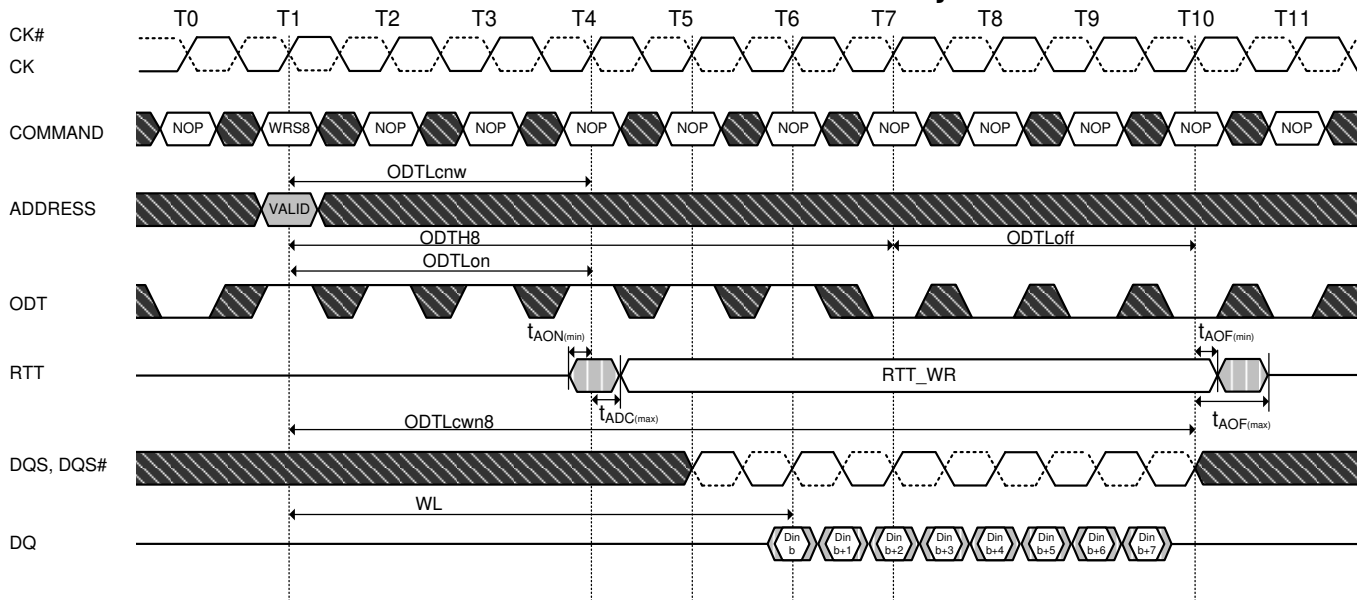 T0 T1 T2 T3 T4 T5 T6 T7 T8 T9 T10 T11
CK#
CK
COMMAND NOP WRS8 NOP NOP NOP NOP NOP NOP NOP NOP NOP NOP
ODTLcnw
ADDRESS VALID
ODTH8 ODTLoff
ODTLon
ODT
tAON(min) tAOF(min)
RTT RTT_WR
tADC(max) tAOF(max)
ODTLcwn8
DQS, DQS#
WL
DQ Din b Din b+1 Din b+2 Din b+3 Din b+4 Din b+5 Din b+6 Din b+7